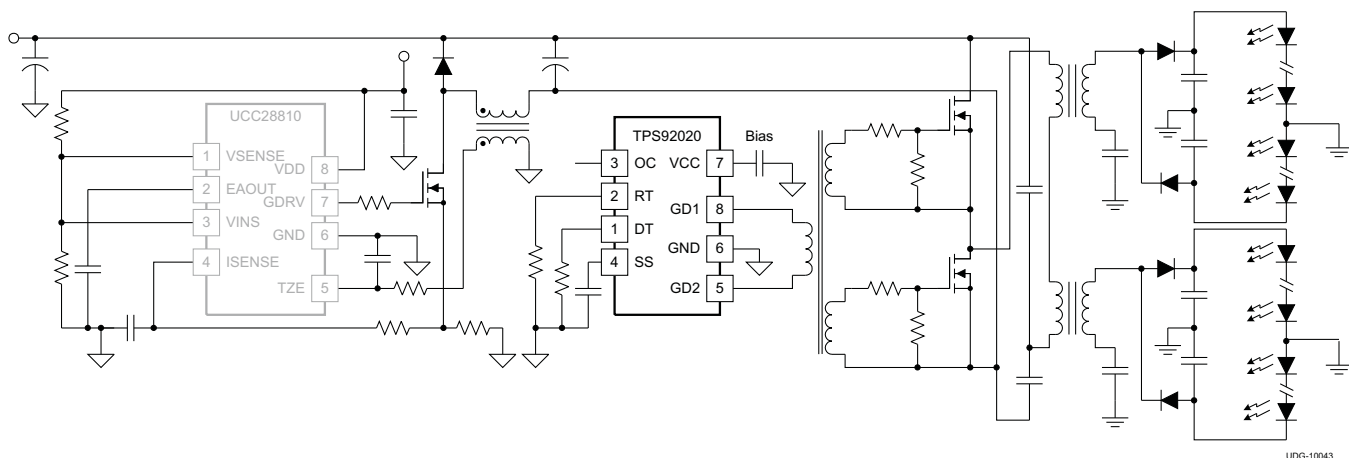 UCC28810
1 VSENSE
VDD 8
2 EAOUT
GDRV 7
3 VINS
GND 6
4 ISENSE
TZE 5
TPS92020
Bias
3 OC
VCC 7
2 RT
GD1 8
1 DT
GND 6
4 SS
GD2 5
UDG-10043